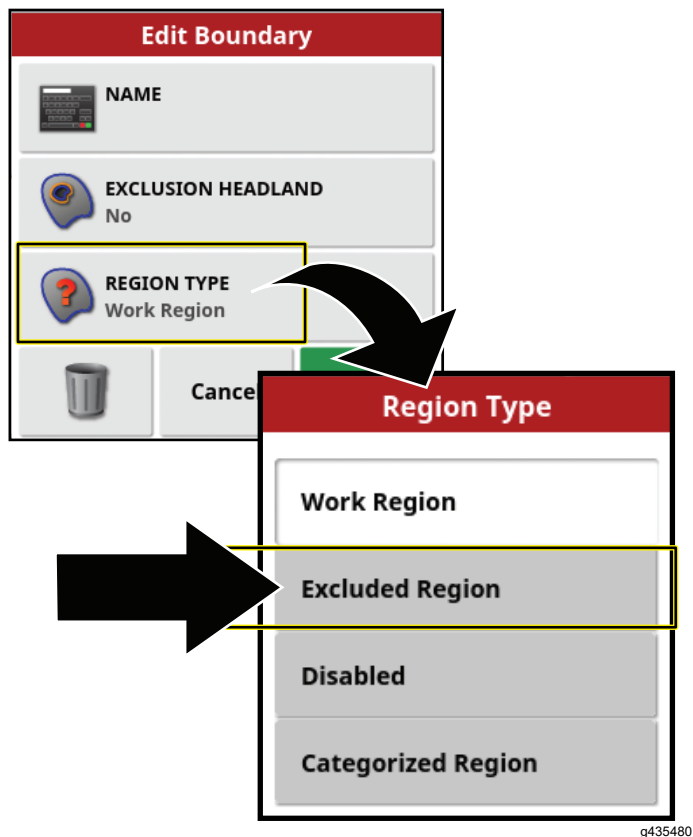 Edit Boundary
NAME
EXCLUSION HEADLAND
No
REGION TYPE
Work Region
Cance
Region Type
Work Region
Excluded Region
Disabled
Categorized Region
g435480